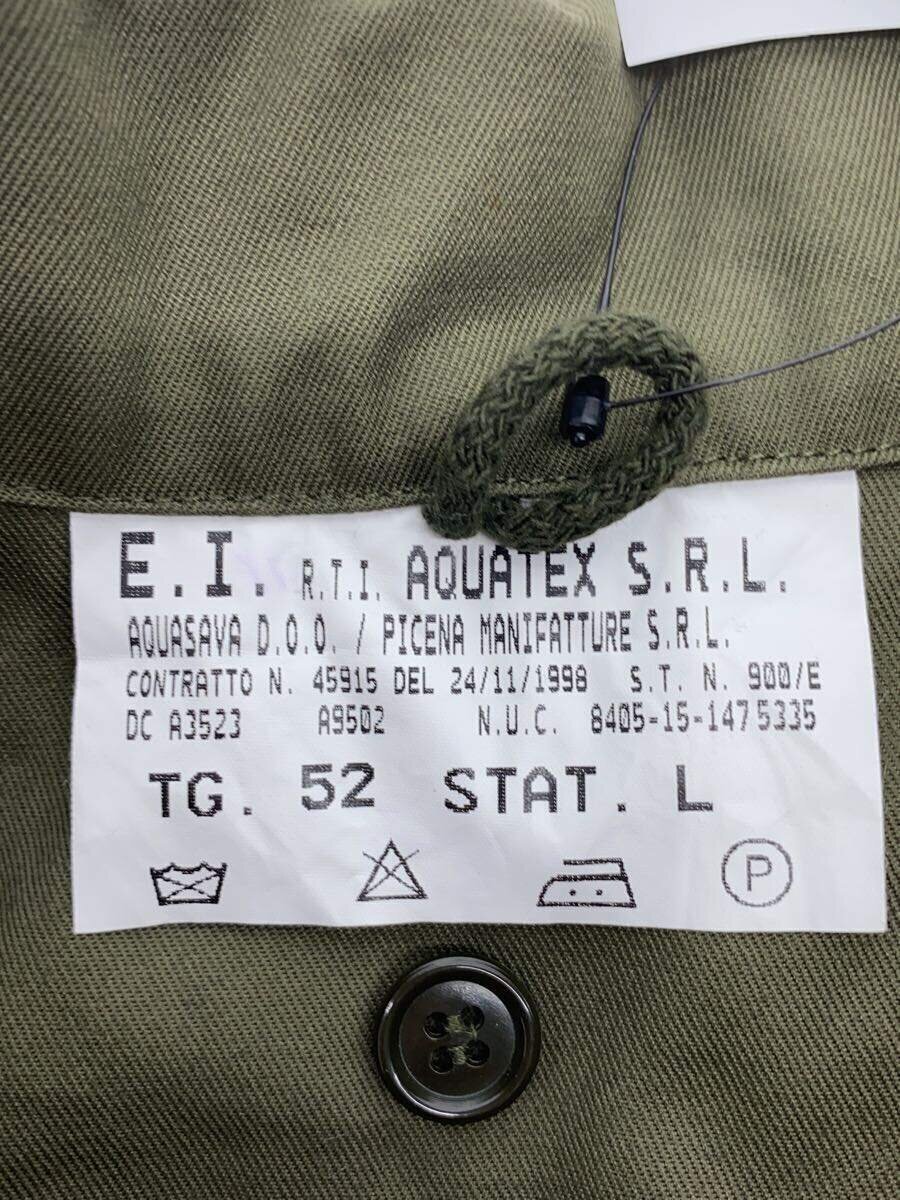 E.I. R.T.I. AQUATEX S.R.L.
AQUASAVA D.O.O. / PICENA MANIFATTURE S.R.L.
CONTRATTO N. 45915 DEL 24/11/1998 S.T. N. 900/E
DC A3523 A9502 N.U.C. 8405-15-1475335
TG. 52 STAT. L
P